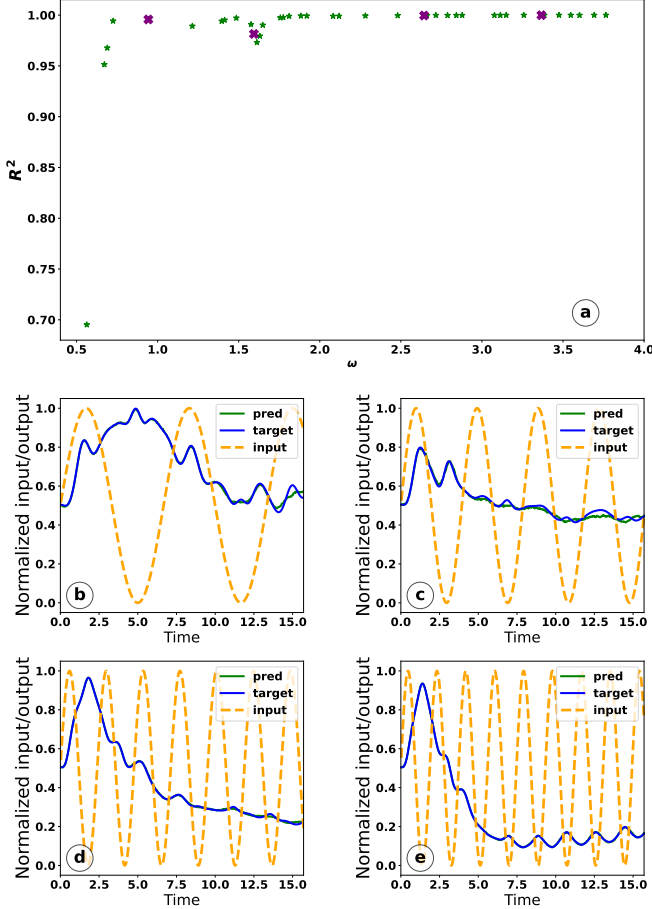 1.00
0.95
0.90
0.85
0.80
0.75
0.70
R²
0.5 1.0 1.5 2.0 2.5 3.0 3.5 4.0
ω
a
Normalized input/output
1.0
0.8
0.6
0.4
0.2
0.0
pred
target
input
b
0.0 2.5 5.0 7.5 10.0 12.5 15.0
Time
Normalized input/output
1.0
0.8
0.6
0.4
0.2
0.0
pred
target
input
c
0.0 2.5 5.0 7.5 10.0 12.5 15.0
Time
Normalized input/output
1.0
0.8
0.6
0.4
0.2
0.0
pred
target
input
d
0.0 2.5 5.0 7.5 10.0 12.5 15.0
Time
Normalized input/output
1.0
0.8
0.6
0.4
0.2
0.0
pred
target
input
e
0.0 2.5 5.0 7.5 10.0 12.5 15.0
Time